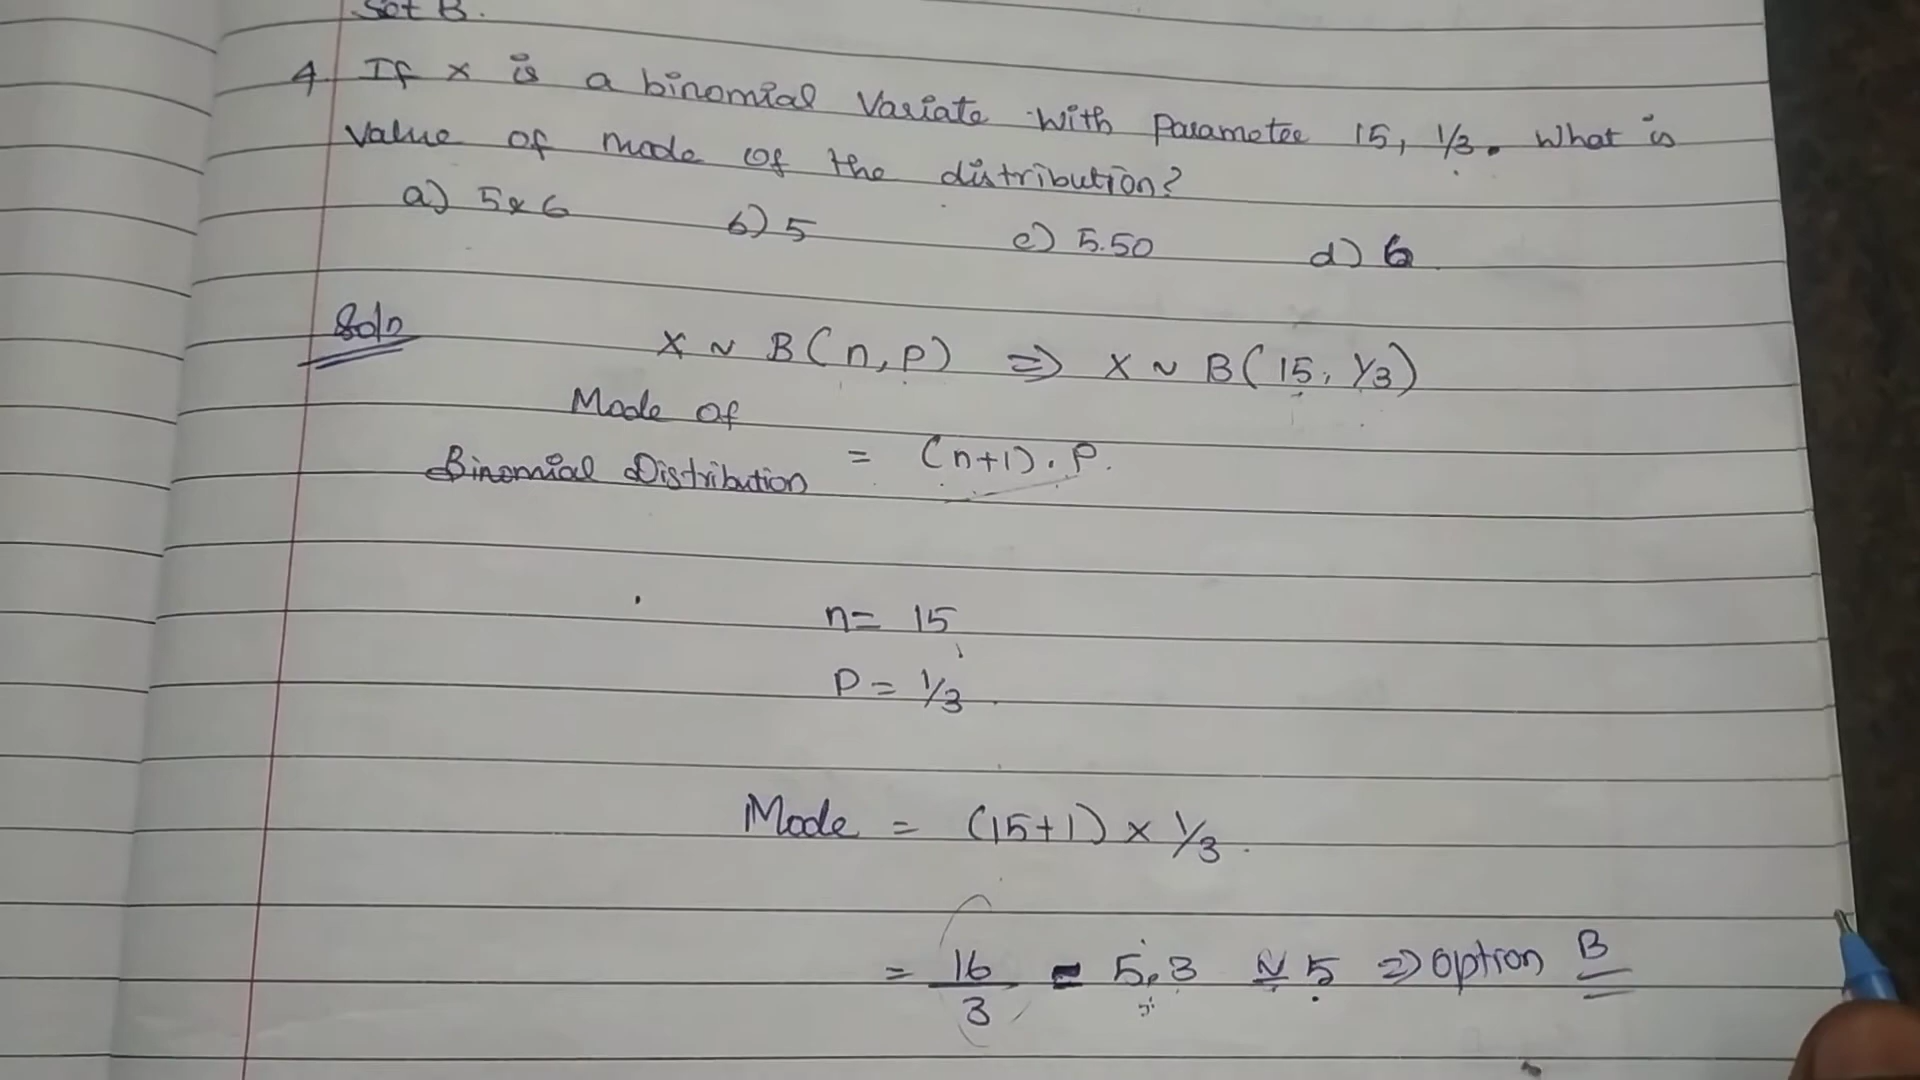 Set B.
4. If x is a binomial Variate with Parameter 15, 1/3. What is
Value of mode of the distribution?
a) 5 & 6 b) 5 c) 5.50 d) 6
Soln
X ~ B(n, p) ⇒ X ~ B(15, 1/3)
Mode of
Binomial Distribution = (n+1). P.
n = 15
P = 1/3
Mode = (15+1) × 1/3.
= 16/3 = 5.3 ≈ 5 ⇒ Option B